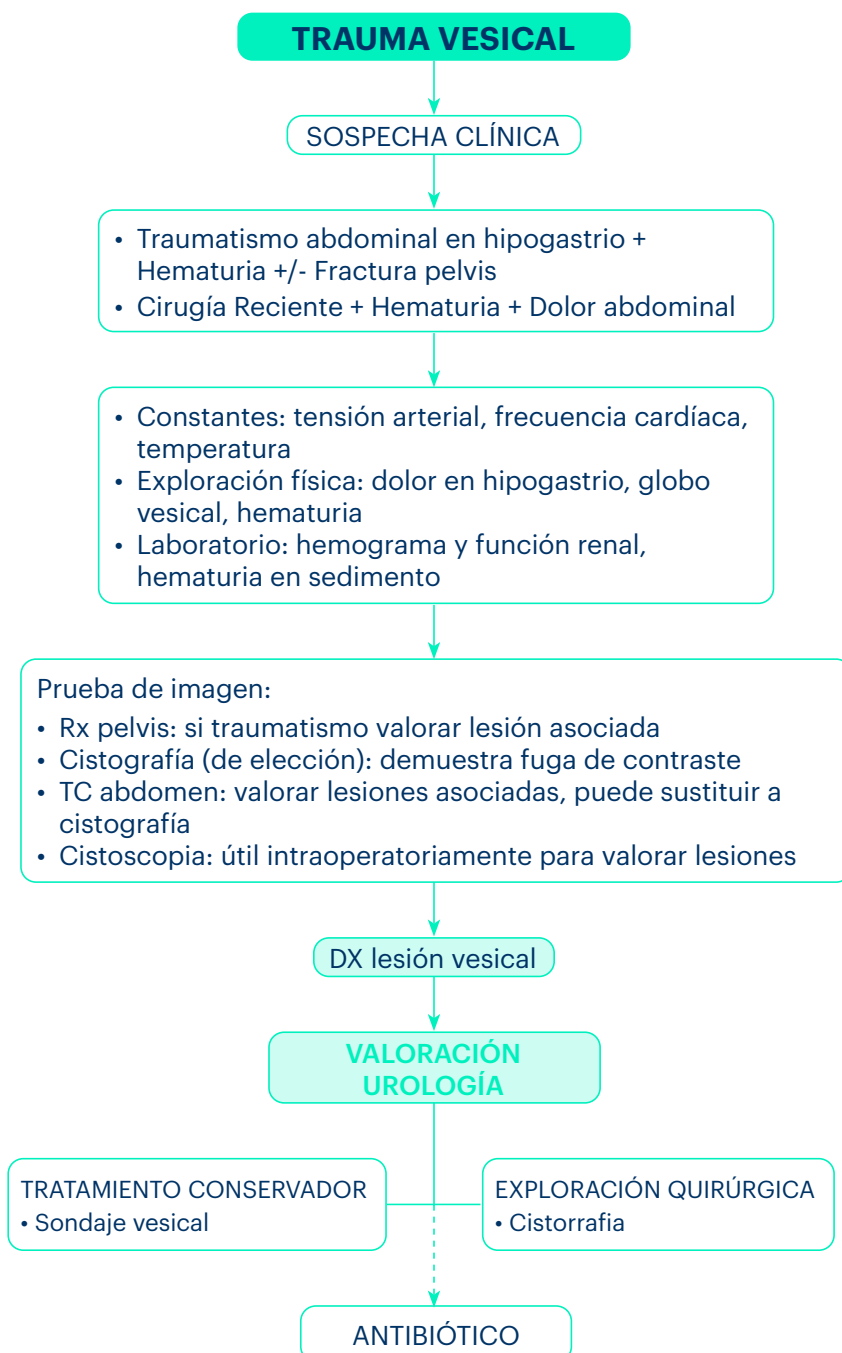 TRAUMA VESICAL
SOSPECHA CLÍNICA
• Traumatismo abdominal en hipogastrio +
Hematuria +/- Fractura pelvis
• Cirugía Reciente + Hematuria + Dolor abdominal
• Constantes: tensión arterial, frecuencia cardíaca,
temperatura
• Exploración física: dolor en hipogastrio, globo
vesical, hematuria
• Laboratorio: hemograma y función renal,
hematuria en sedimento
Prueba de imagen:
• Rx pelvis: si traumatismo valorar lesión asociada
• Cistografía (de elección): demuestra fuga de contraste
• TC abdomen: valorar lesiones asociadas, puede sustituir a
cistografía
• Cistoscopia: útil intraoperatoriamente para valorar lesiones
DX lesión vesical
VALORACIÓN
UROLOGÍA
TRATAMIENTO CONSERVADOR
• Sondaje vesical
EXPLORACIÓN QUIRÚRGICA
• Cistorrafia
ANTIBIÓTICO